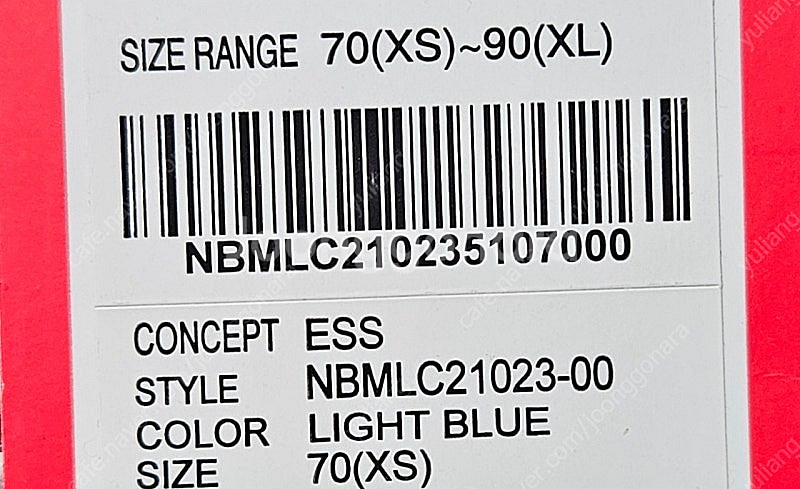 SIZE RANGE 70(XS)~90(XL)
NBMLC210235107000
CONCEPT ESS
STYLE NBMLC21023-00
COLOR LIGHT BLUE
SIZE 70(XS)